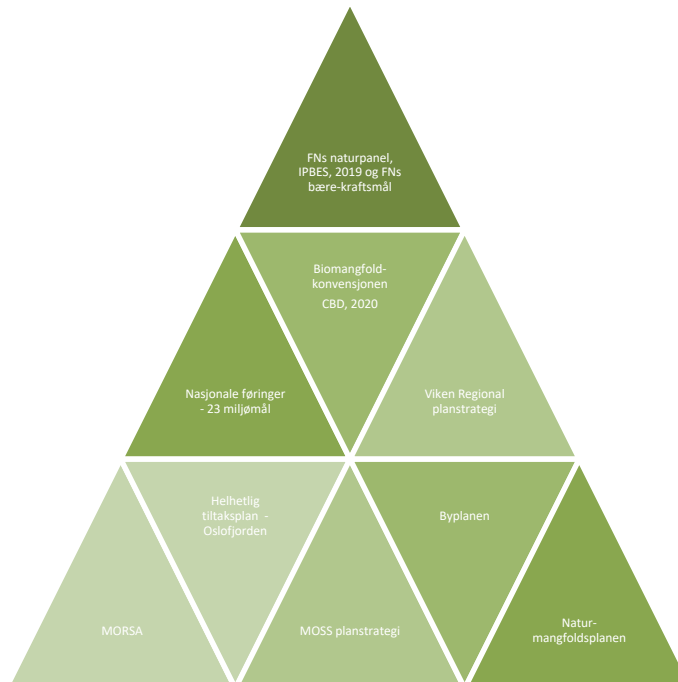 FNs naturpanel,
IPBES, 2019 og FNs
bære-kraftsmål
Biomangfold-
konvensjonen
CBD, 2020
Nasjonale føringer
- 23 miljømål
Viken Regional
planstrategi
Helhetlig
tiltaksplan -
Oslofjorden
Byplanen
MORSA
MOSS planstrategi
Natur-
mangfoldsplanen